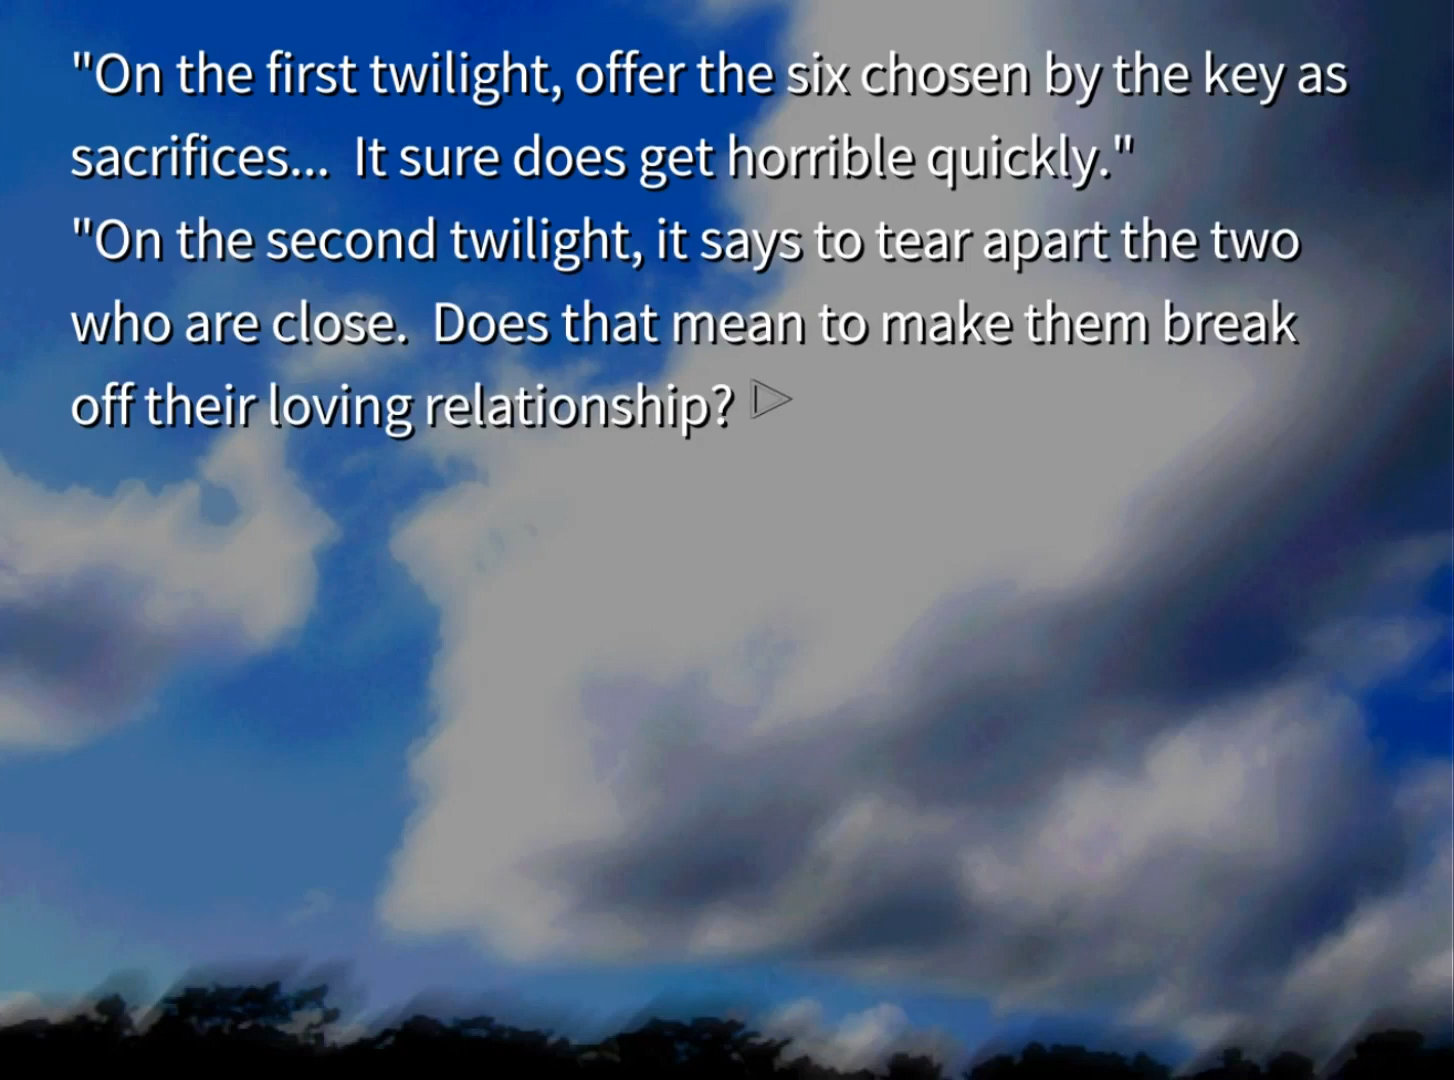 "On the first twilight, offer the six chosen by the key as
sacrifices...  It sure does get horrible quickly."
"On the second twilight, it says to tear apart the two
who are close.  Does that mean to make them break
off their loving relationship?